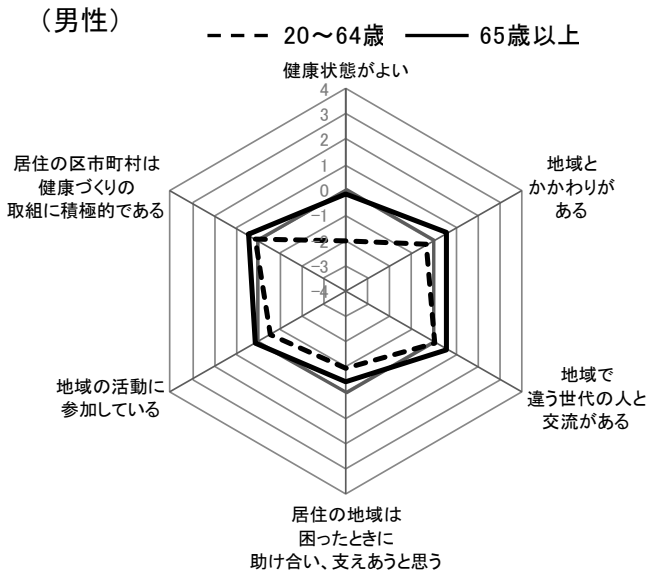 (男性)
20～64歳 65歳以上
健康状態がよい
4
3
2
1
0
−1
−2
−3
−4
地域と
かかわりが
ある
地域で
違う世代の人と
交流がある
居住の地域は
困ったときに
助け合い、支えあうと思う
地域の活動に
参加している
居住の区市町村は
健康づくりの
取組に積極的である